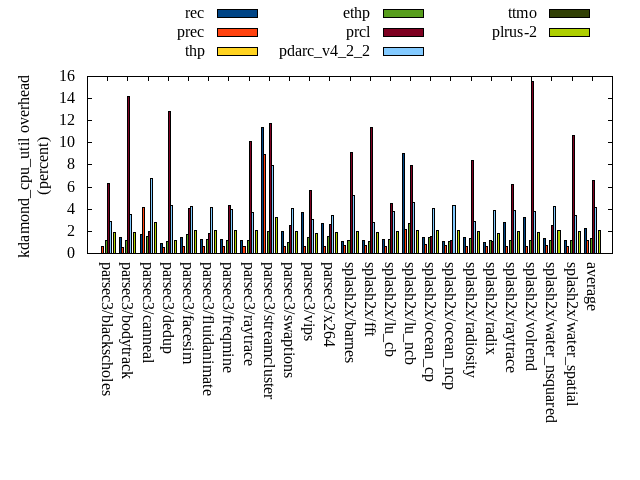 rec
prec
thp
ethp
prcl
pdarc_v4_2_2
ttmo
plrus-2
kdamond_cpu_util overhead
(percent)
16
14
12
10
8
6
4
2
0
parsec3/blackscholes
parsec3/bodytrack
parsec3/canneal
parsec3/dedup
parsec3/facesim
parsec3/fluidanimate
parsec3/freqmine
parsec3/raytrace
parsec3/streamcluster
parsec3/swaptions
parsec3/vips
parsec3/x264
splash2x/barnes
splash2x/fft
splash2x/lu_cb
splash2x/lu_ncb
splash2x/ocean_cp
splash2x/ocean_ncp
splash2x/radiosity
splash2x/radix
splash2x/raytrace
splash2x/volrend
splash2x/water_nsquared
splash2x/water_spatial
average